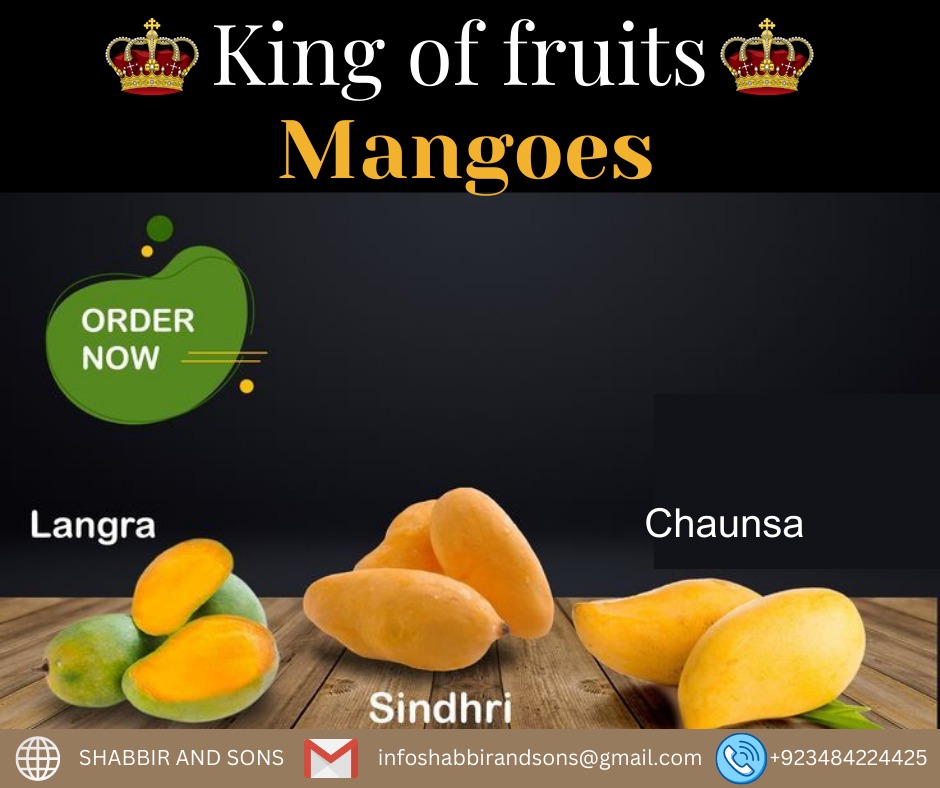 King of fruits
Mangoes
ORDER
NOW
Langra
Chaunsa
Sindhri
SHABBIR AND SONS
infoshabbirandsons@gmail.com
+923484224425